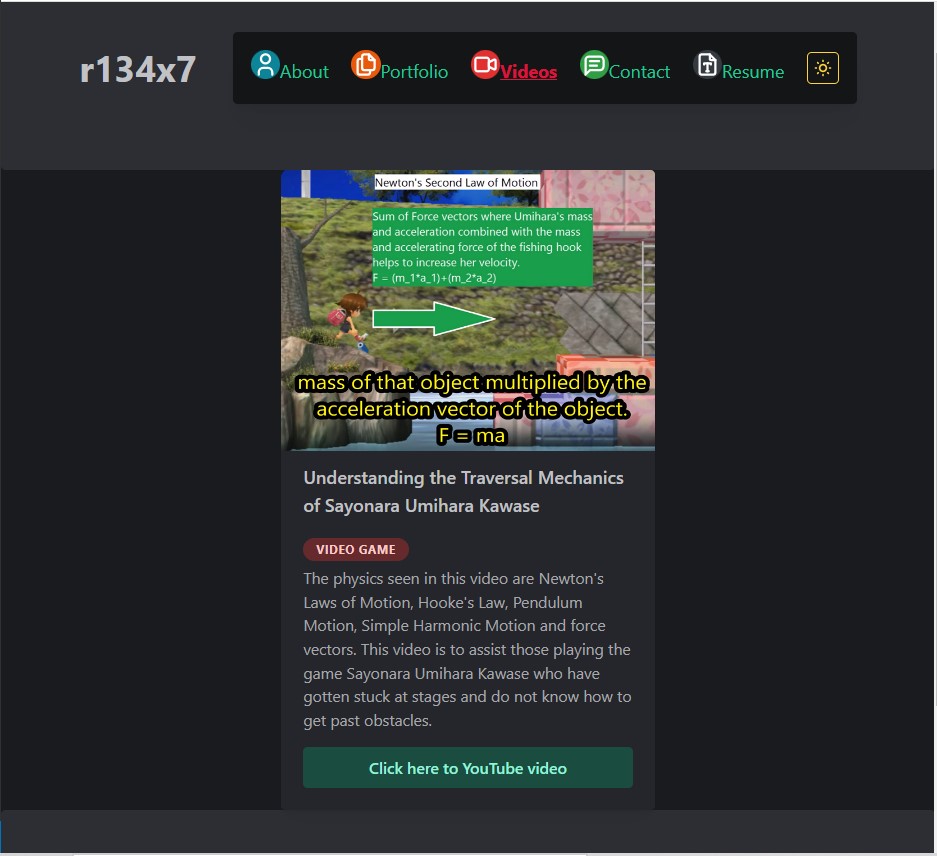 r134x7
About
Portfolio
Videos
Contact
Resume
Newton's Second Law of Motion
Sum of Force vectors where Umihara's mass
and acceleration combined with the mass
and accelerating force of the fishing hook
helps to increase her velocity.
F = (m_1*a_1)+(m_2*a_2)
mass of that object multiplied by the
acceleration vector of the object.
F = ma
Understanding the Traversal Mechanics
of Sayonara Umihara Kawase
VIDEO GAME
The physics seen in this video are Newton's
Laws of Motion, Hooke's Law, Pendulum
Motion, Simple Harmonic Motion and force
vectors. This video is to assist those playing the
game Sayonara Umihara Kawase who have
gotten stuck at stages and do not know how to
get past obstacles.
Click here to YouTube video